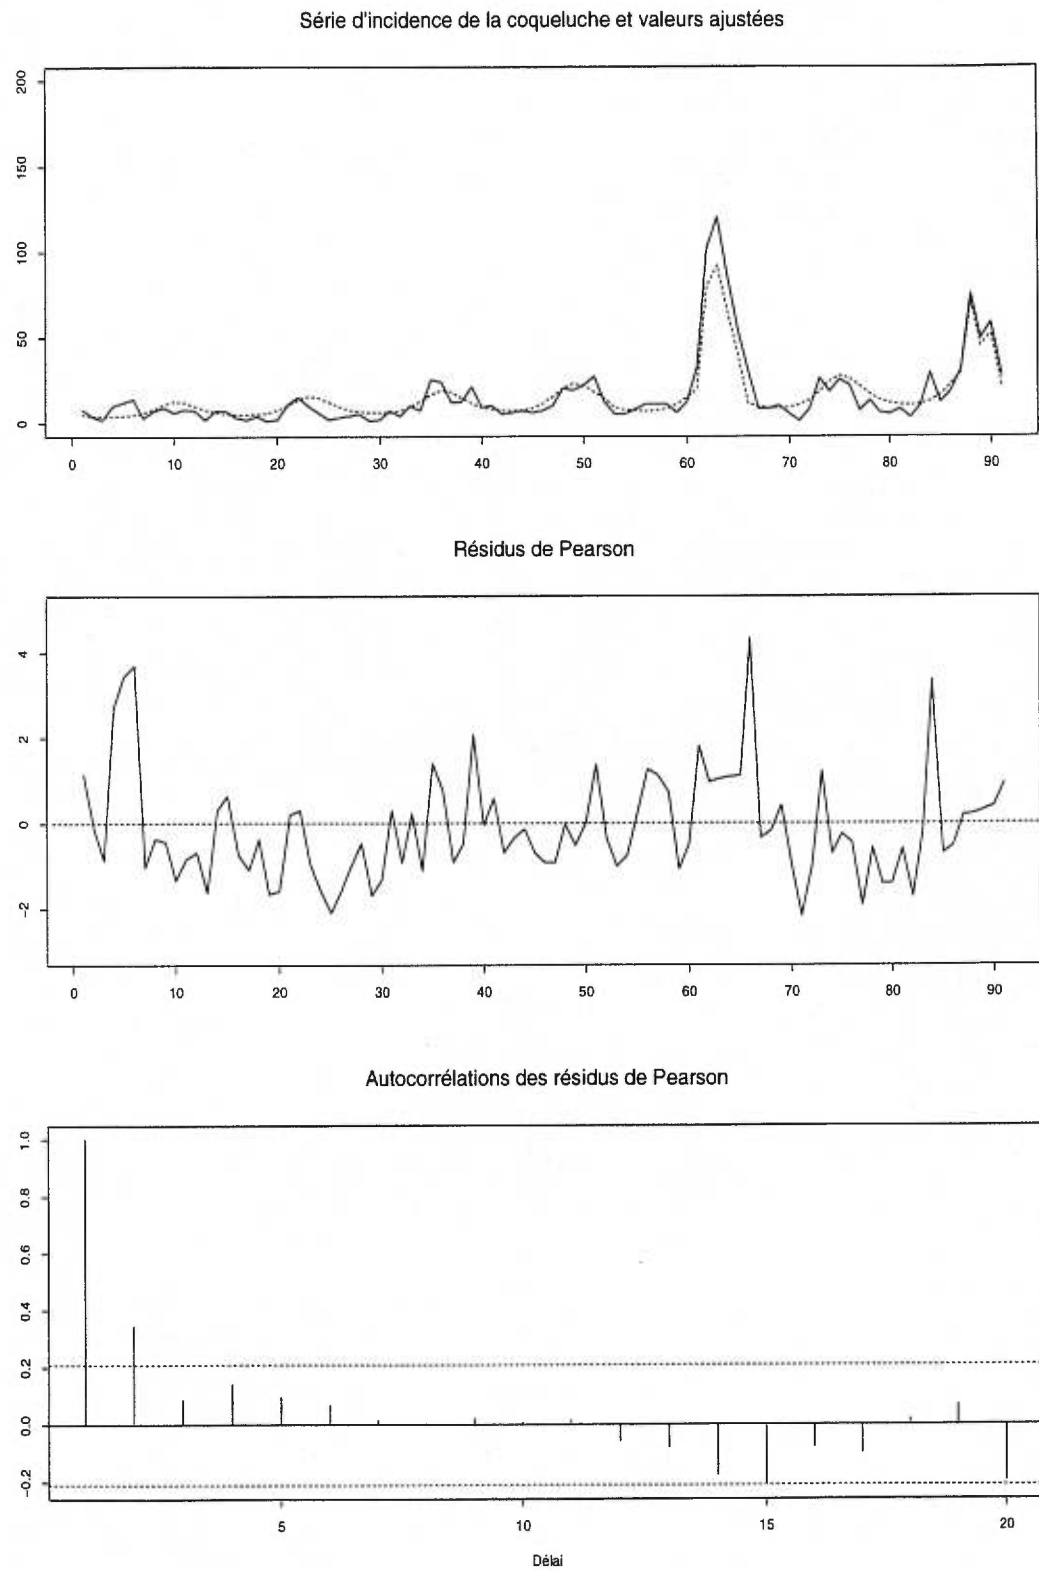 Série d'incidence de la coqueluche et valeurs ajustées
200
150
100
50
0
0 10 20 30 40 50 60 70 80 90
Résidus de Pearson
4
2
0
-2
0 10 20 30 40 50 60 70 80 90
Autocorrélations des résidus de Pearson
1.0
0.8
0.6
0.4
0.2
0.0
-0.2
5 10 15 20
Délai